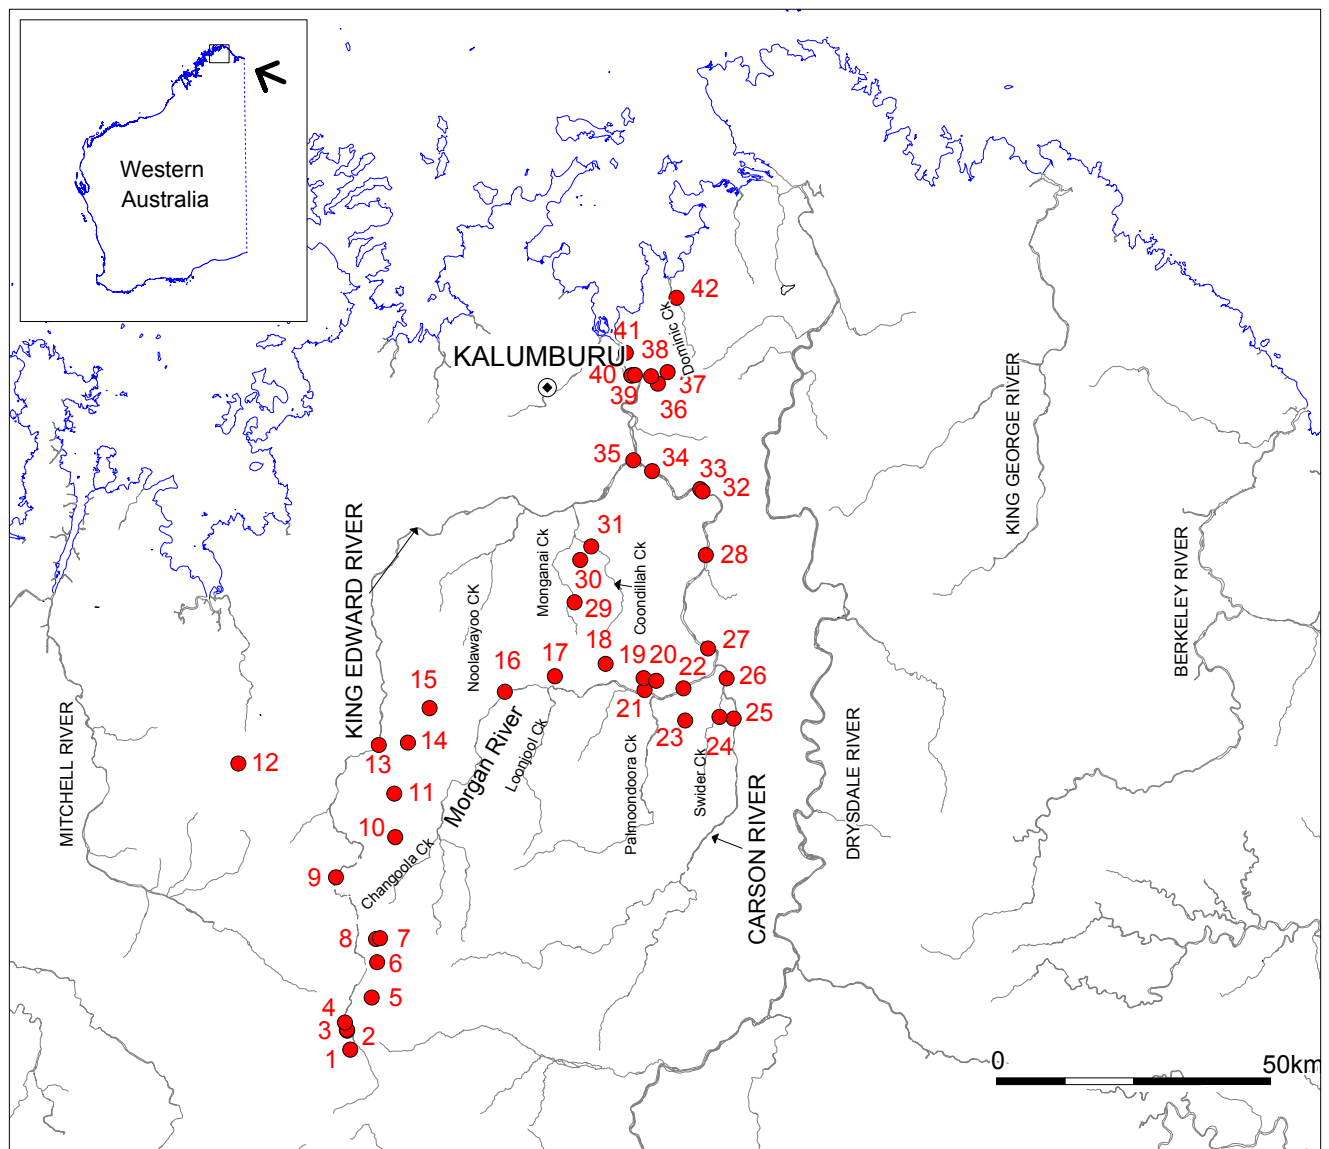 Western
Australia
42
Dominic Ck
41
38
KALUMBURU
40
37
39
36
KING GEORGE RIVER
35
34
33
32
KING EDWARD RIVER
31
Monganai Ck
Coondillah Ck
28
30
29
BERKELEY RIVER
Noolawayoo CK
27
18
17
19
20
16
22
26
15
21
25
23
24
14
13
MITCHELL RIVER
12
Morgan River
Loonjool Ck
Palmoondoora Ck
Swider Ck
DRYSDALE RIVER
11
10
CARSON RIVER
9
Changoola Ck
8
7
6
5
4
3
2
1
0
50km